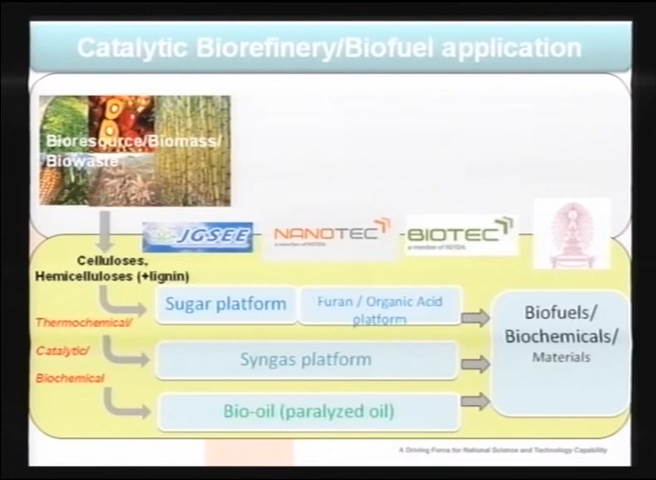 Catalytic Biorefinery/Biofuel application
Bioresource/Biomass/
Biowaste
JGSEE
NANOTEC
a member of NSTDA
BIOTEC
a member of NSTDA
Celluloses,
Hemicelluloses (+lignin)
Sugar platform
Furan / Organic Acid
platform
Thermochemical/
Catalytic/
Biochemical
Syngas platform
Bio-oil (paralyzed oil)
Biofuels/
Biochemicals/
Materials
A Driving Force for National Science and Technology Capability